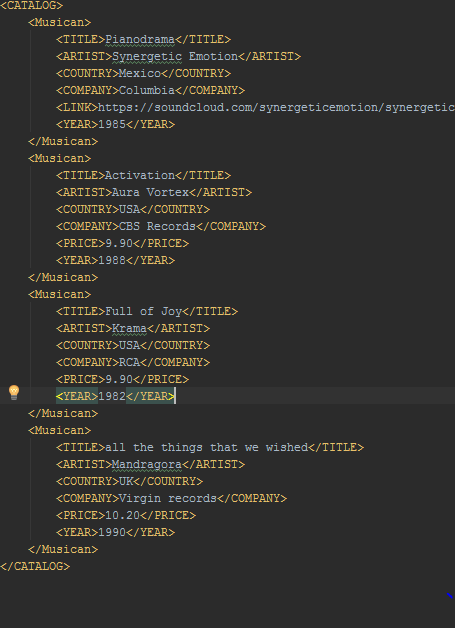 <CATALOG>
<Musican>
<TITLE>Pianodrama</TITLE>
<ARTIST>Synergetic Emotion</ARTIST>
<COUNTRY>Mexico</COUNTRY>
<COMPANY>Columbia</COMPANY>
<LINK>https://soundcloud.com/synergeticemotion/synergetic
<YEAR>1985</YEAR>
</Musican>
<Musican>
<TITLE>Activation</TITLE>
<ARTIST>Aura Vortex</ARTIST>
<COUNTRY>USA</COUNTRY>
<COMPANY>CBS Records</COMPANY>
<PRICE>9.90</PRICE>
<YEAR>1988</YEAR>
</Musican>
<Musican>
<TITLE>Full of Joy</TITLE>
<ARTIST>Krama</ARTIST>
<COUNTRY>USA</COUNTRY>
<COMPANY>RCA</COMPANY>
<PRICE>9.90</PRICE>
<YEAR>1982</YEAR>
</Musican>
<Musican>
<TITLE>all the things that we wished</TITLE>
<ARTIST>Mandragora</ARTIST>
<COUNTRY>UK</COUNTRY>
<COMPANY>Virgin records</COMPANY>
<PRICE>10.20</PRICE>
<YEAR>1990</YEAR>
</Musican>
</CATALOG>